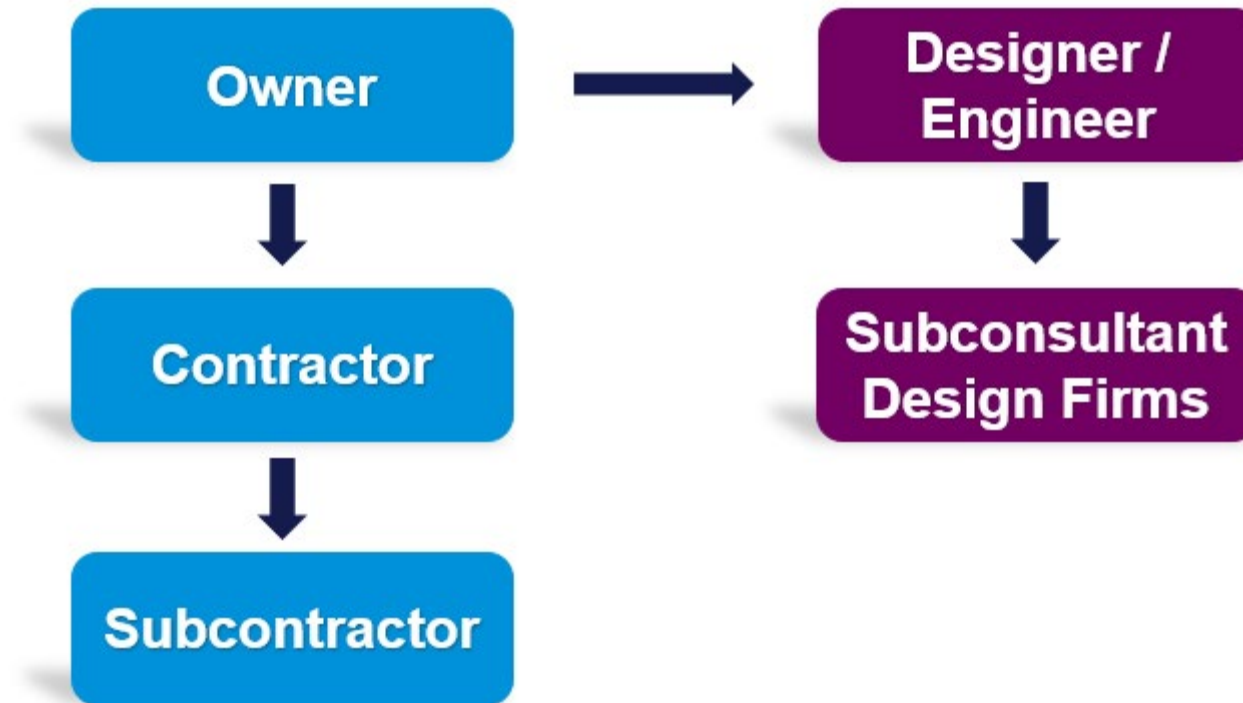 Owner
Designer /
Engineer
Contractor
Subconsultant
Design Firms
Subcontractor